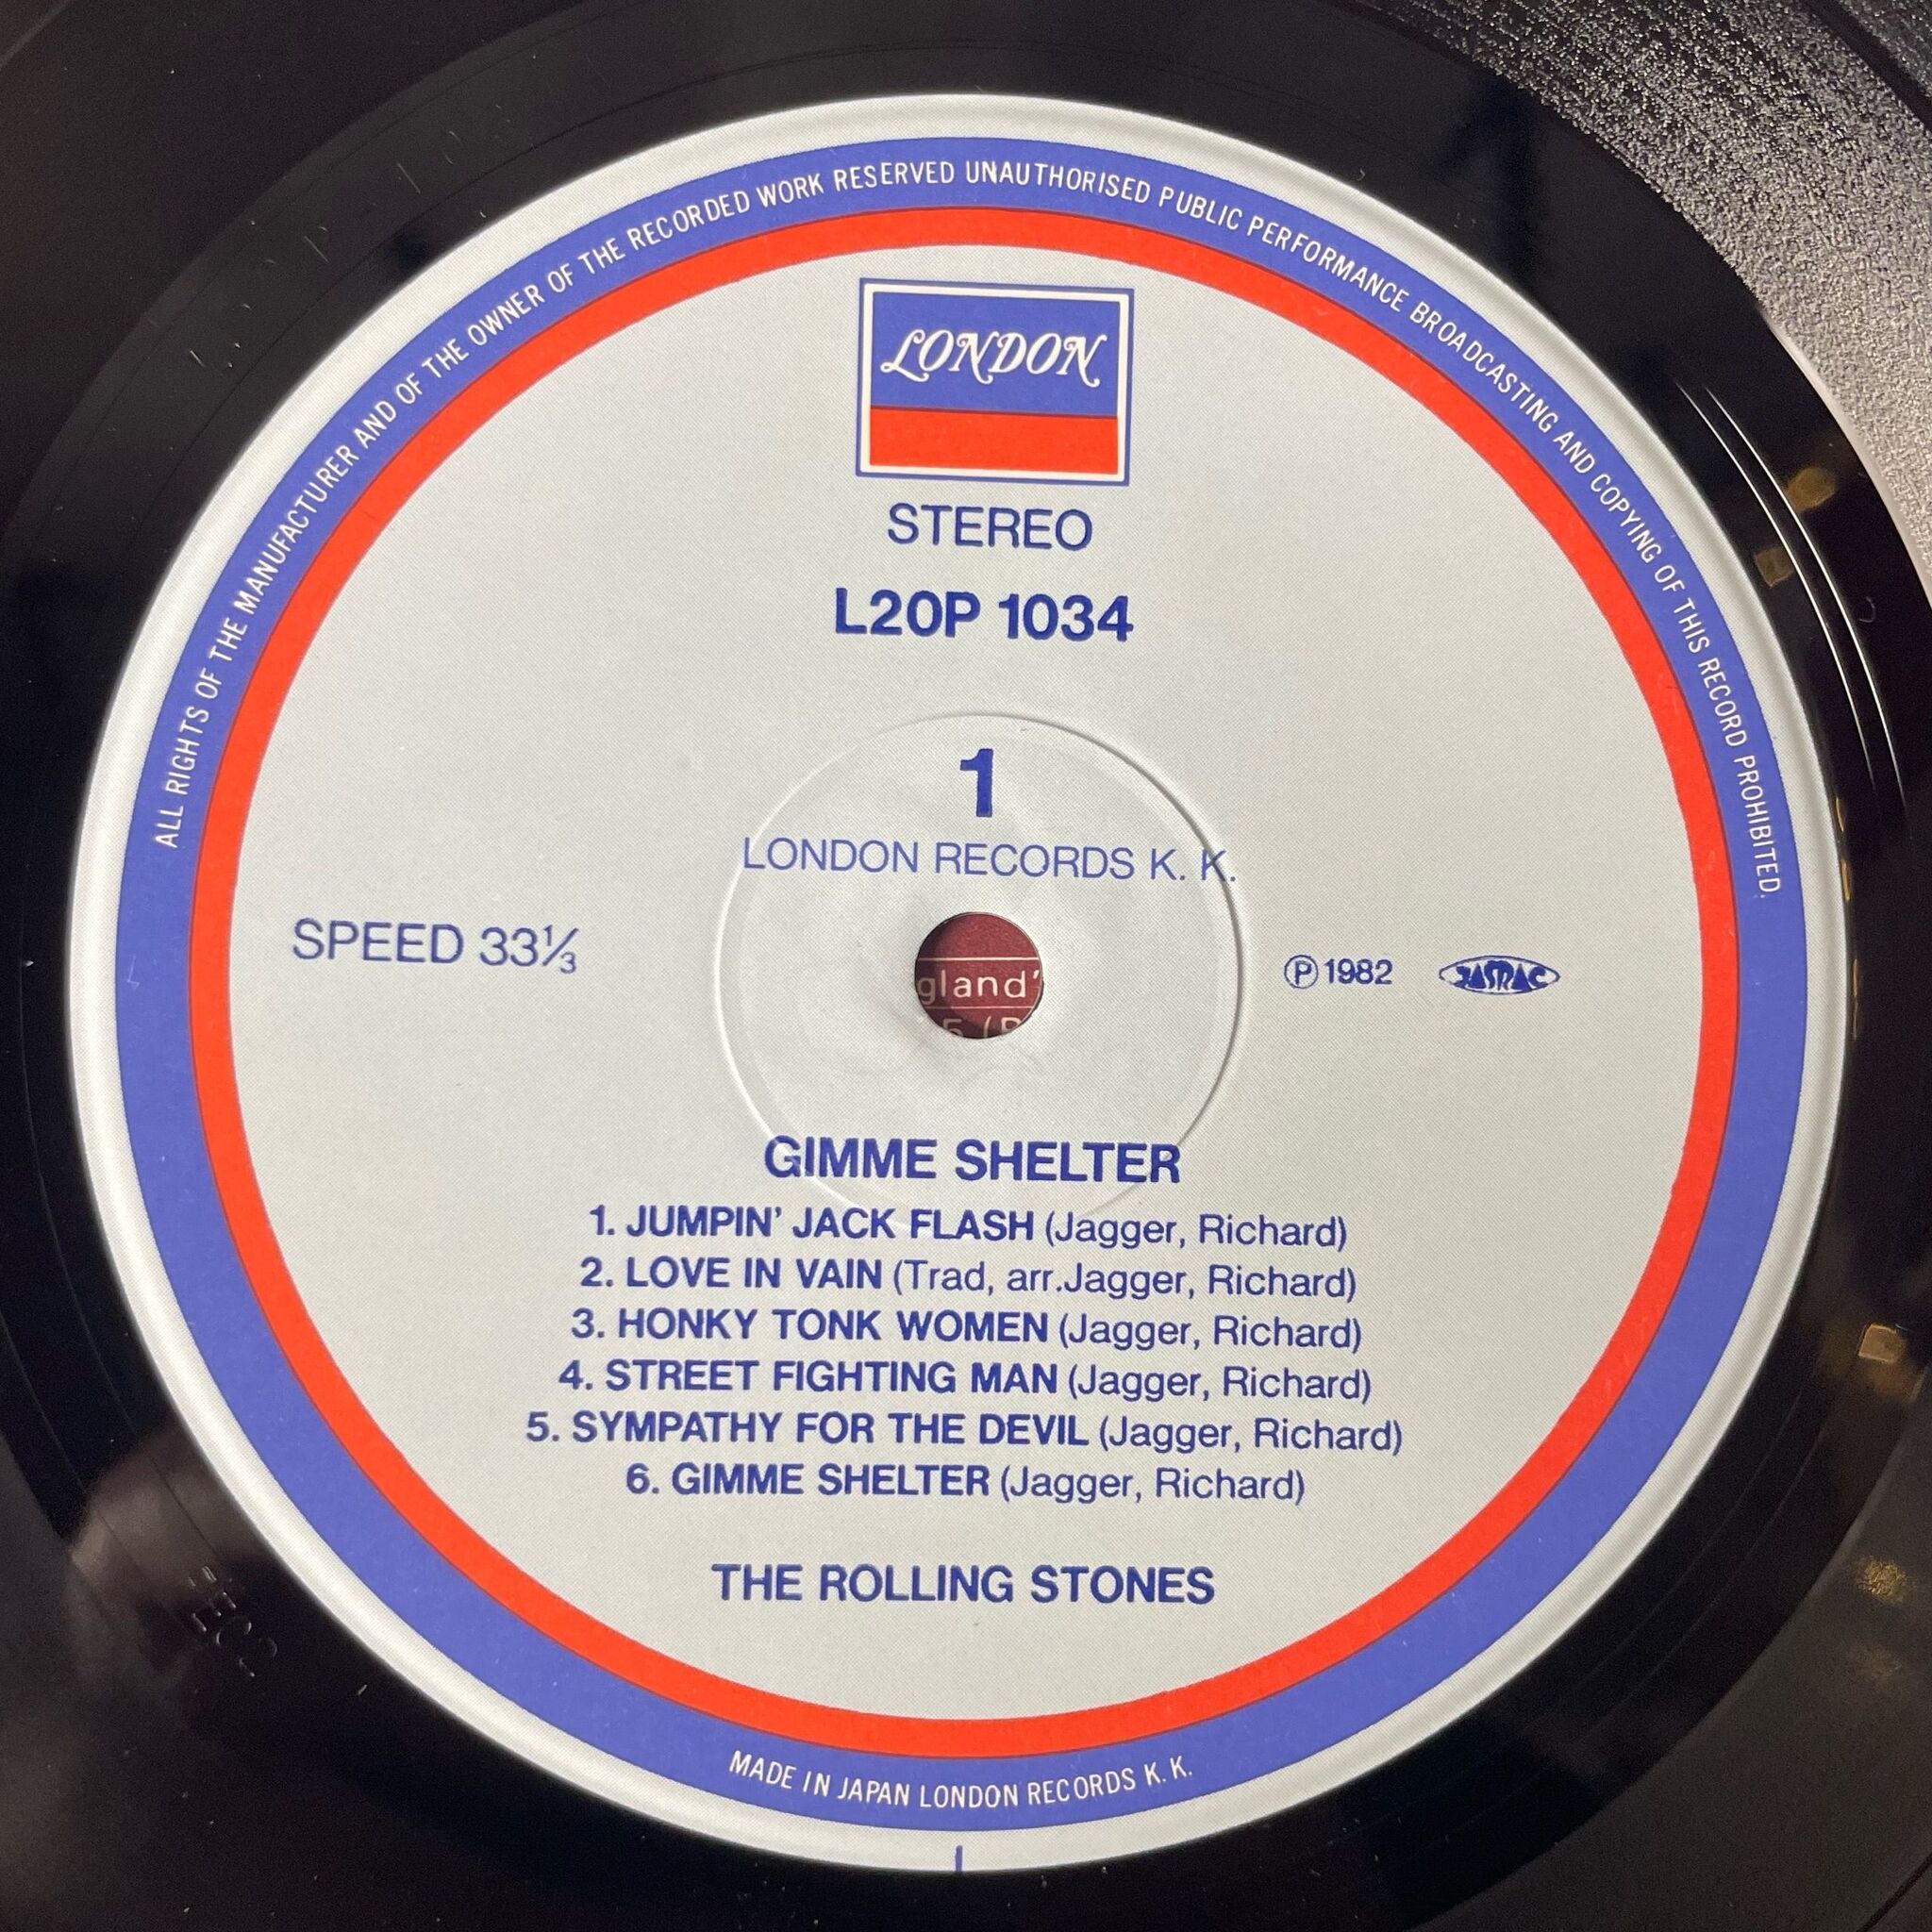 ALL RIGHTS OF THE MANUFACTURER AND OF THE OWNER OF THE RECORDED WORK RESERVED UNAUTHORISED PUBLIC PERFORMANCE BROADCASTING AND COPYING OF THIS RECORD PROHIBITED.
LONDON
STEREO
L20P 1034
1
LONDON RECORDS K. K.
SPEED 33⅓
℗1982 JASRAC
gland'
GIMME SHELTER
1. JUMPIN' JACK FLASH (Jagger, Richard)
2. LOVE IN VAIN (Trad, arr.Jagger, Richard)
3. HONKY TONK WOMEN (Jagger, Richard)
4. STREET FIGHTING MAN (Jagger, Richard)
5. SYMPATHY FOR THE DEVIL (Jagger, Richard)
6. GIMME SHELTER (Jagger, Richard)
THE ROLLING STONES
MADE IN JAPAN LONDON RECORDS K. K.